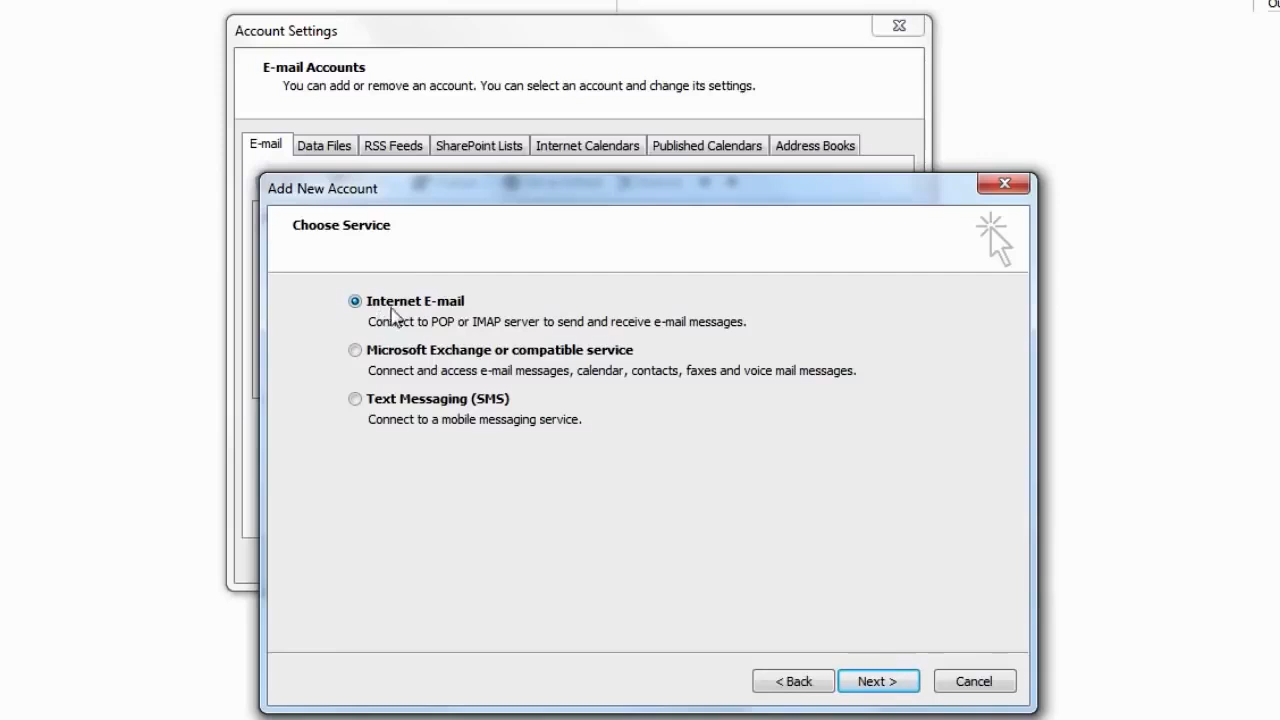 Account Settings
E-mail Accounts
You can add or remove an account. You can select an account and change its settings.
E-mail Data Files RSS Feeds SharePoint Lists Internet Calendars Published Calendars Address Books
Add New Account
Choose Service
Internet E-mail
Connect to POP or IMAP server to send and receive e-mail messages.
Microsoft Exchange or compatible service
Connect and access e-mail messages, calendar, contacts, faxes and voice mail messages.
Text Messaging (SMS)
Connect to a mobile messaging service.
< Back Next > Cancel